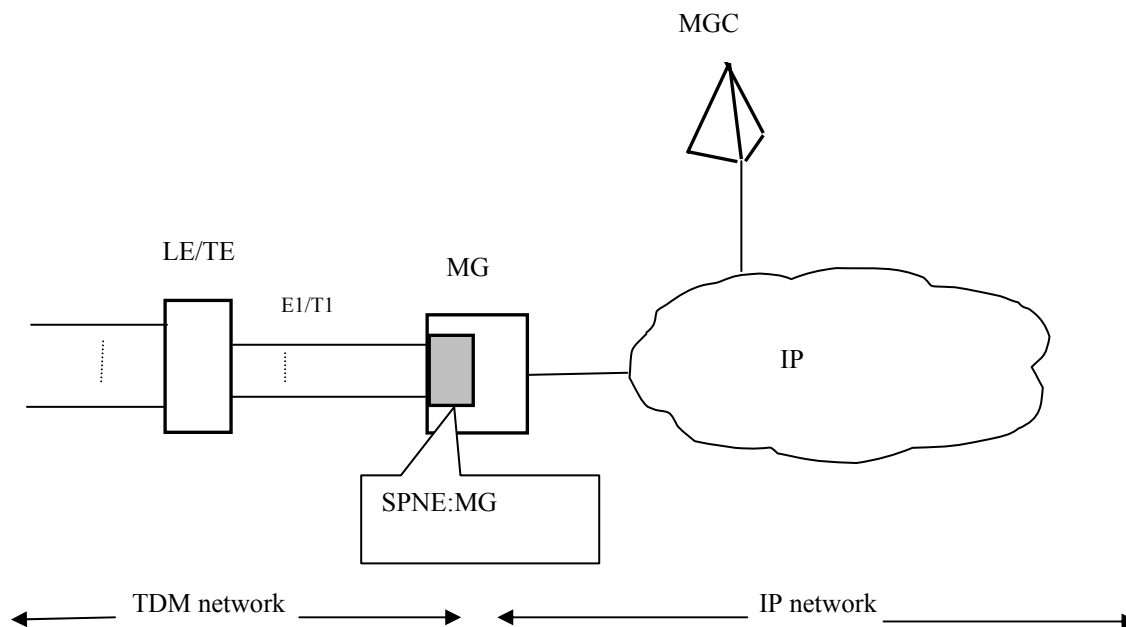 MGC
LE/TE
MG
E1/T1
IP
SPNE:MG
TDM network
IP network